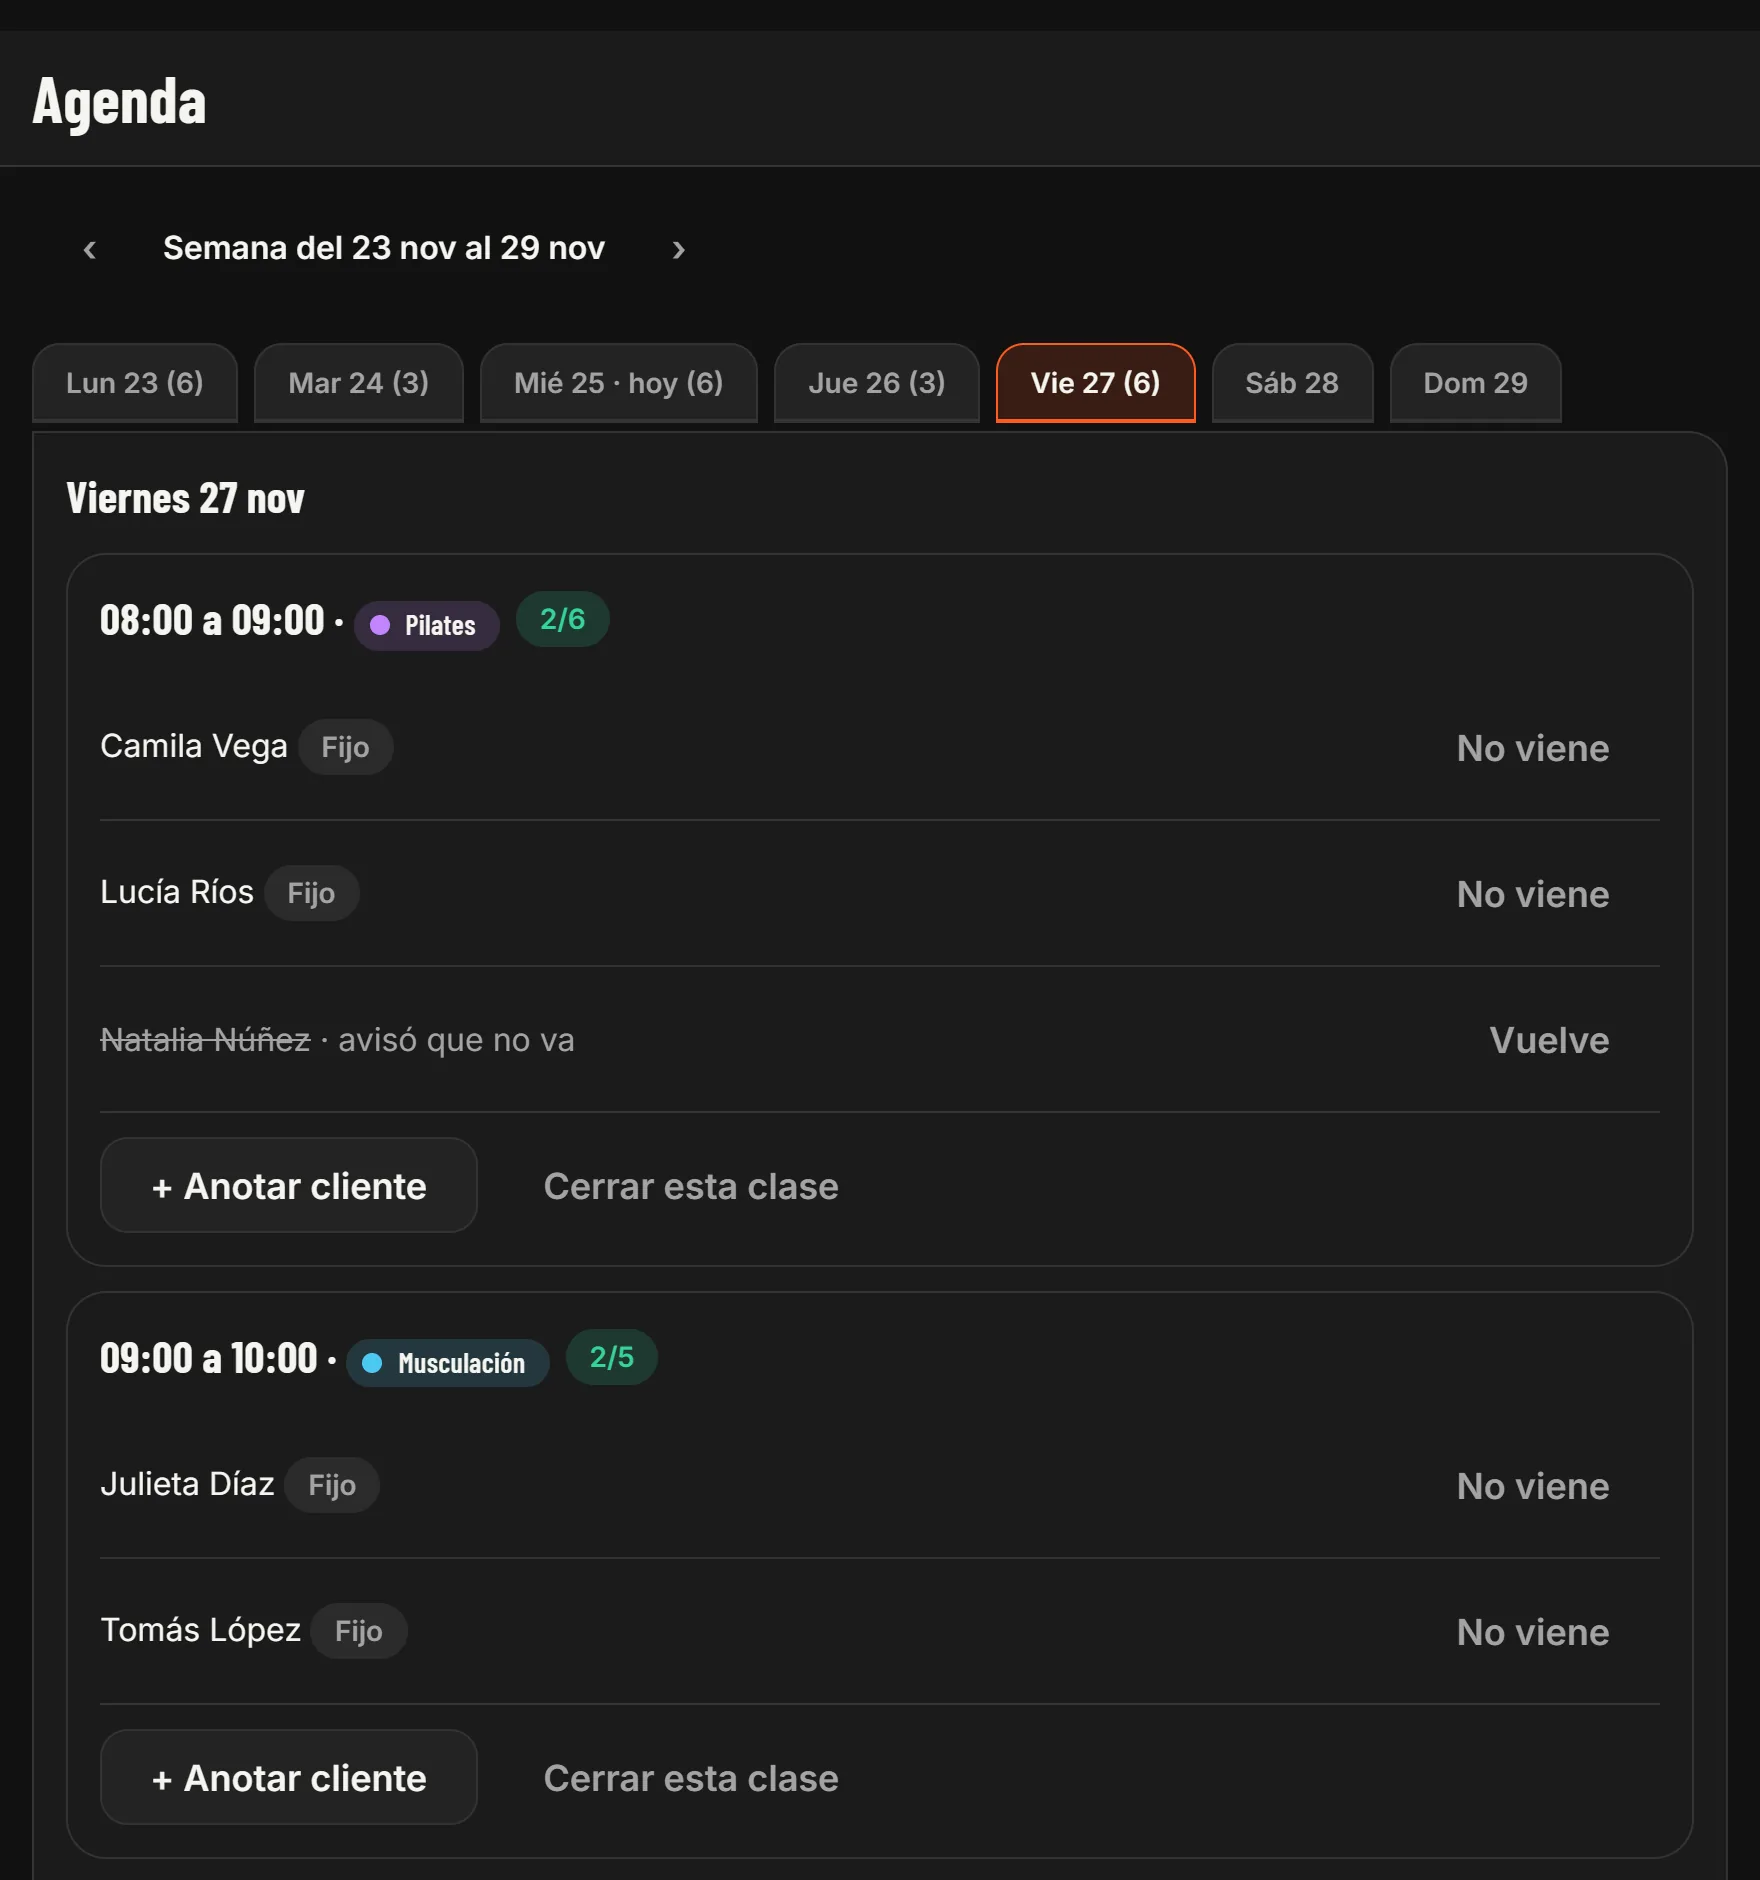 Agenda
‹ Semana del 23 nov al 29 nov ›
Lun 23 (6) Mar 24 (3) Mié 25 · hoy (6) Jue 26 (3) Vie 27 (6) Sáb 28 Dom 29
Viernes 27 nov
08:00 a 09:00 · Pilates 2/6
Camila Vega Fijo No viene
Lucía Ríos Fijo No viene
Natalia Núñez · avisó que no va Vuelve
+ Anotar cliente Cerrar esta clase
09:00 a 10:00 · Musculación 2/5
Julieta Díaz Fijo No viene
Tomás López Fijo No viene
+ Anotar cliente Cerrar esta clase